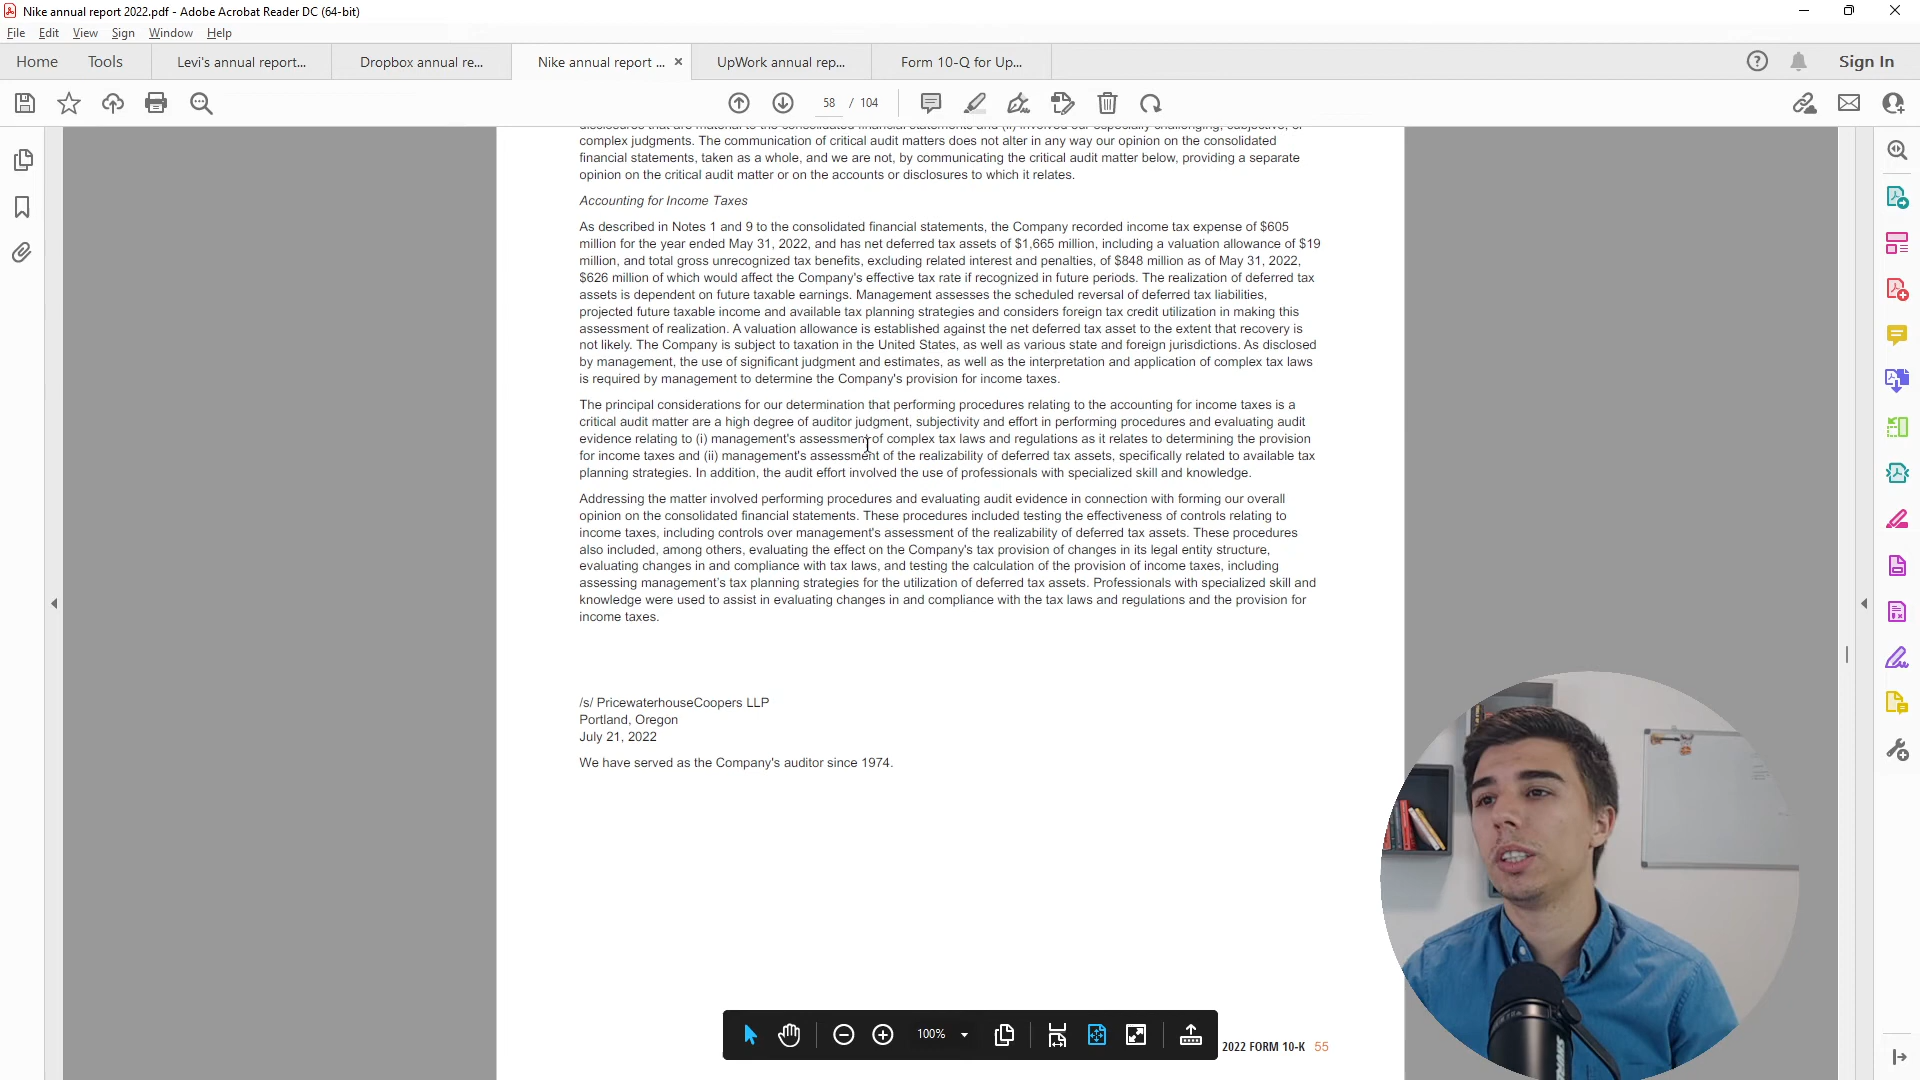 Nike annual report 2022.pdf - Adobe Acrobat Reader DC (64-bit)
File Edit View Sign Window Help
Home Tools Levi's annual report... Dropbox annual re... Nike annual report ... × UpWork annual rep... Form 10-Q for Up... Sign In
58 / 104
disclosures that are material to the consolidated financial statements and (ii) involved our especially challenging, subjective, or
complex judgments. The communication of critical audit matters does not alter in any way our opinion on the consolidated
financial statements, taken as a whole, and we are not, by communicating the critical audit matter below, providing a separate
opinion on the critical audit matter or on the accounts or disclosures to which it relates.
Accounting for Income Taxes
As described in Notes 1 and 9 to the consolidated financial statements, the Company recorded income tax expense of $605
million for the year ended May 31, 2022, and has net deferred tax assets of $1,665 million, including a valuation allowance of $19
million, and total gross unrecognized tax benefits, excluding related interest and penalties, of $848 million as of May 31, 2022,
$626 million of which would affect the Company's effective tax rate if recognized in future periods. The realization of deferred tax
assets is dependent on future taxable earnings. Management assesses the scheduled reversal of deferred tax liabilities,
projected future taxable income and available tax planning strategies and considers foreign tax credit utilization in making this
assessment of realization. A valuation allowance is established against the net deferred tax asset to the extent that recovery is
not likely. The Company is subject to taxation in the United States, as well as various state and foreign jurisdictions. As disclosed
by management, the use of significant judgment and estimates, as well as the interpretation and application of complex tax laws
is required by management to determine the Company's provision for income taxes.
The principal considerations for our determination that performing procedures relating to the accounting for income taxes is a
critical audit matter are a high degree of auditor judgment, subjectivity and effort in performing procedures and evaluating audit
evidence relating to (i) management's assessment of complex tax laws and regulations as it relates to determining the provision
for income taxes and (ii) management's assessment of the realizability of deferred tax assets, specifically related to available tax
planning strategies. In addition, the audit effort involved the use of professionals with specialized skill and knowledge.
Addressing the matter involved performing procedures and evaluating audit evidence in connection with forming our overall
opinion on the consolidated financial statements. These procedures included testing the effectiveness of controls relating to
income taxes, including controls over management's assessment of the realizability of deferred tax assets. These procedures
also included, among others, evaluating the effect on the Company's tax provision of changes in its legal entity structure,
evaluating changes in and compliance with tax laws, and testing the calculation of the provision of income taxes, including
assessing management's tax planning strategies for the utilization of deferred tax assets. Professionals with specialized skill and
knowledge were used to assist in evaluating changes in and compliance with the tax laws and regulations and the provision for
income taxes.
/s/ PricewaterhouseCoopers LLP
Portland, Oregon
July 21, 2022
We have served as the Company's auditor since 1974.
100%
2022 FORM 10-K 55